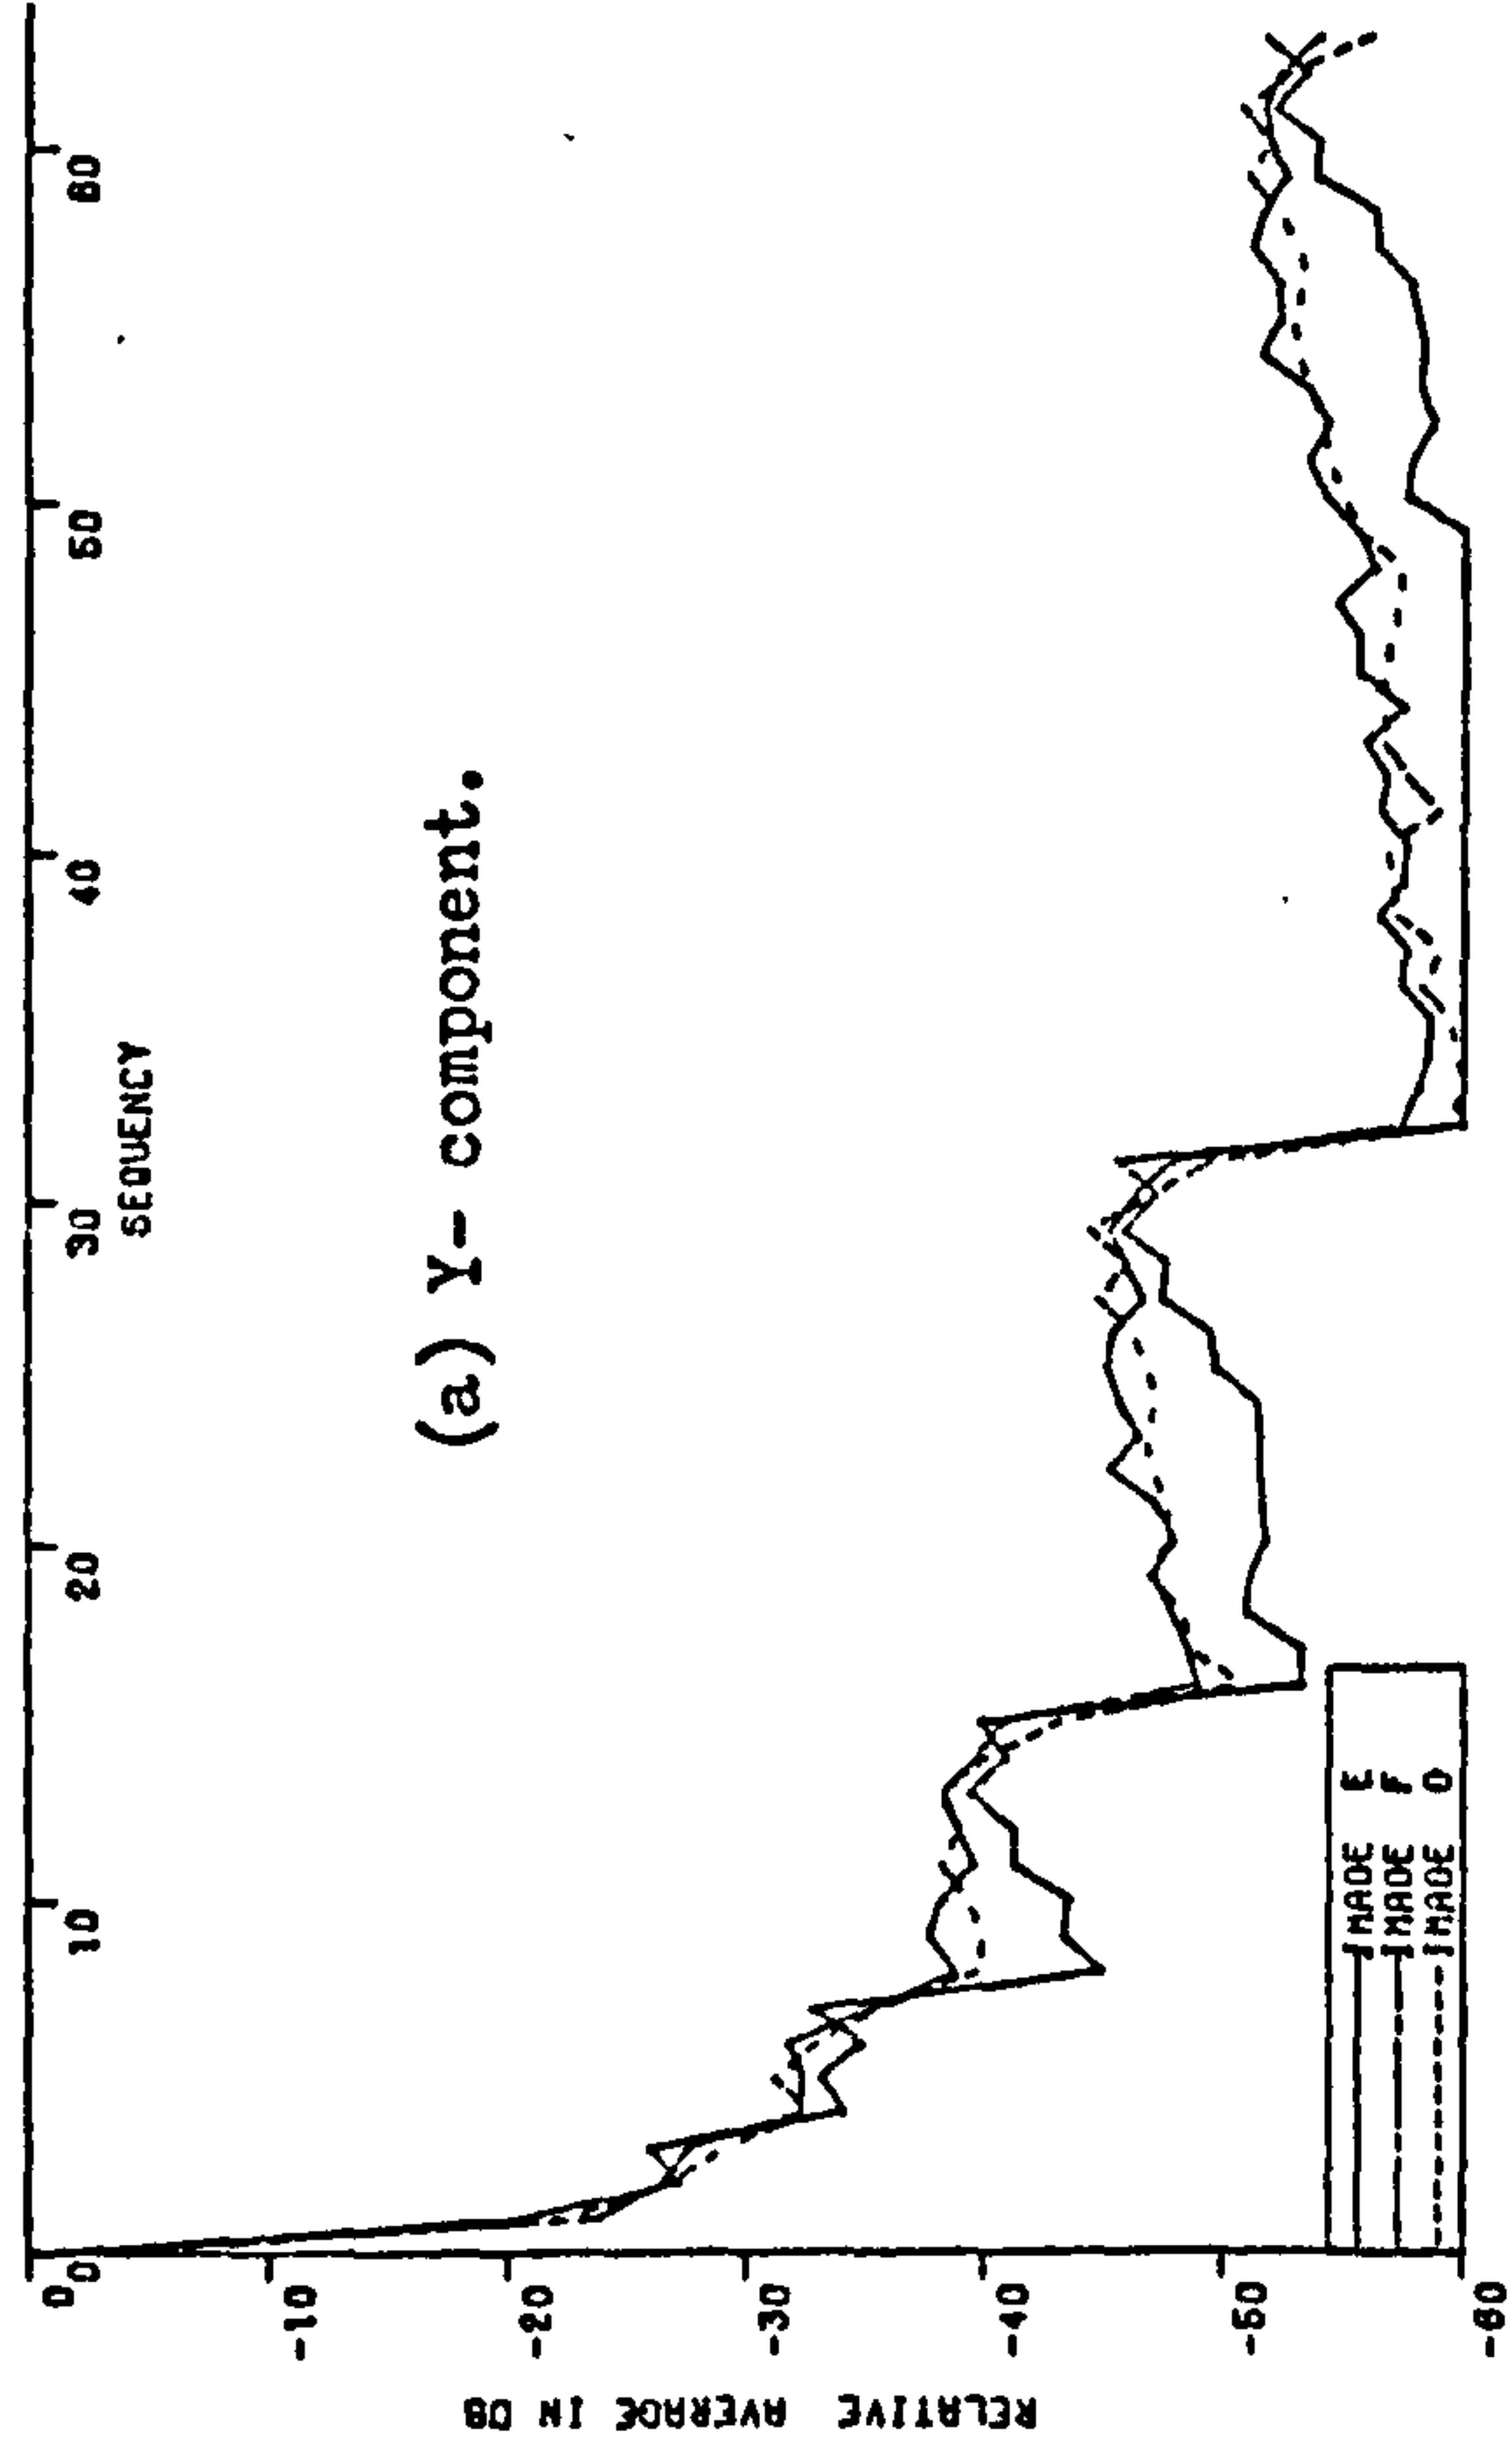 0 10 20 30 40 50 60
SEQUENCY
(a) Y- component.
0
-10
-20
-30
-40
-50
-60
RELATIVE AVERAGE IN DB
IMAGE E
IMAGE F
IMAGE G